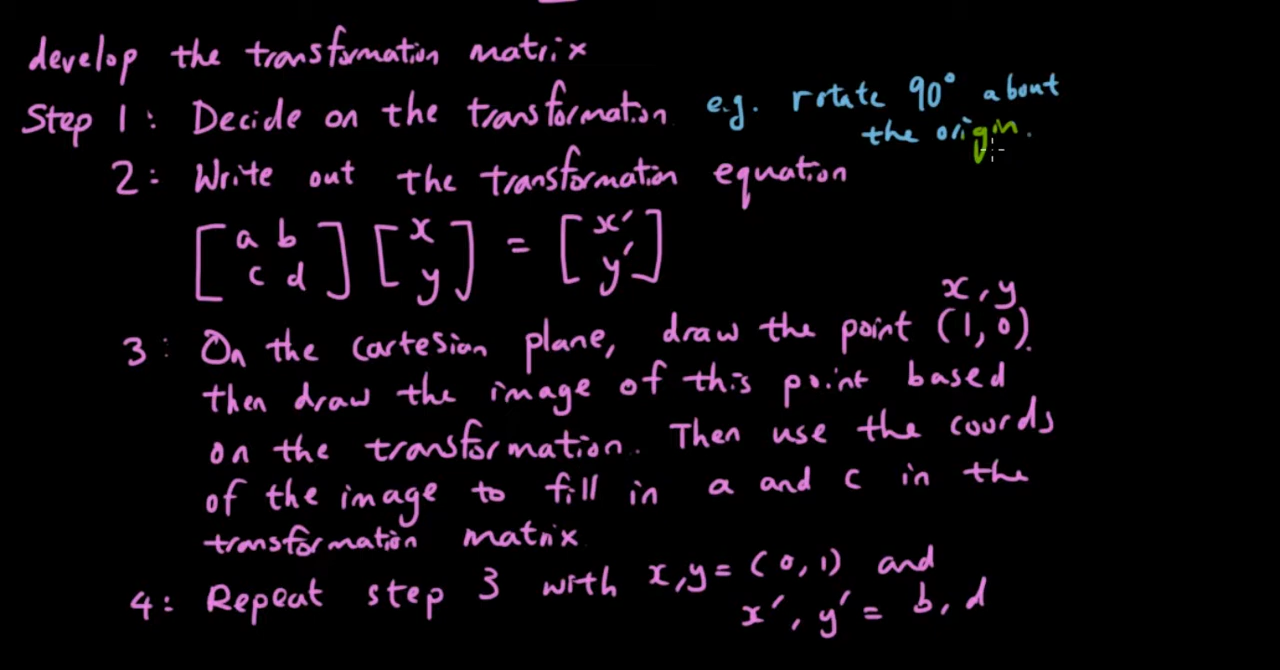 develop the transformation matrix
Step 1: Decide on the transformation e.g. rotate 90° about
the origin.
2: Write out the transformation equation
[a b
c d] [x
y] = [x'
y']
x, y
3: On the cartesian plane, draw the point (1, 0).
then draw the image of this point based
on the transformation. Then use the coords
of the image to fill in a and c in the
transformation matrix
4: Repeat step 3 with x,y = (0, 1) and
x', y' = b, d